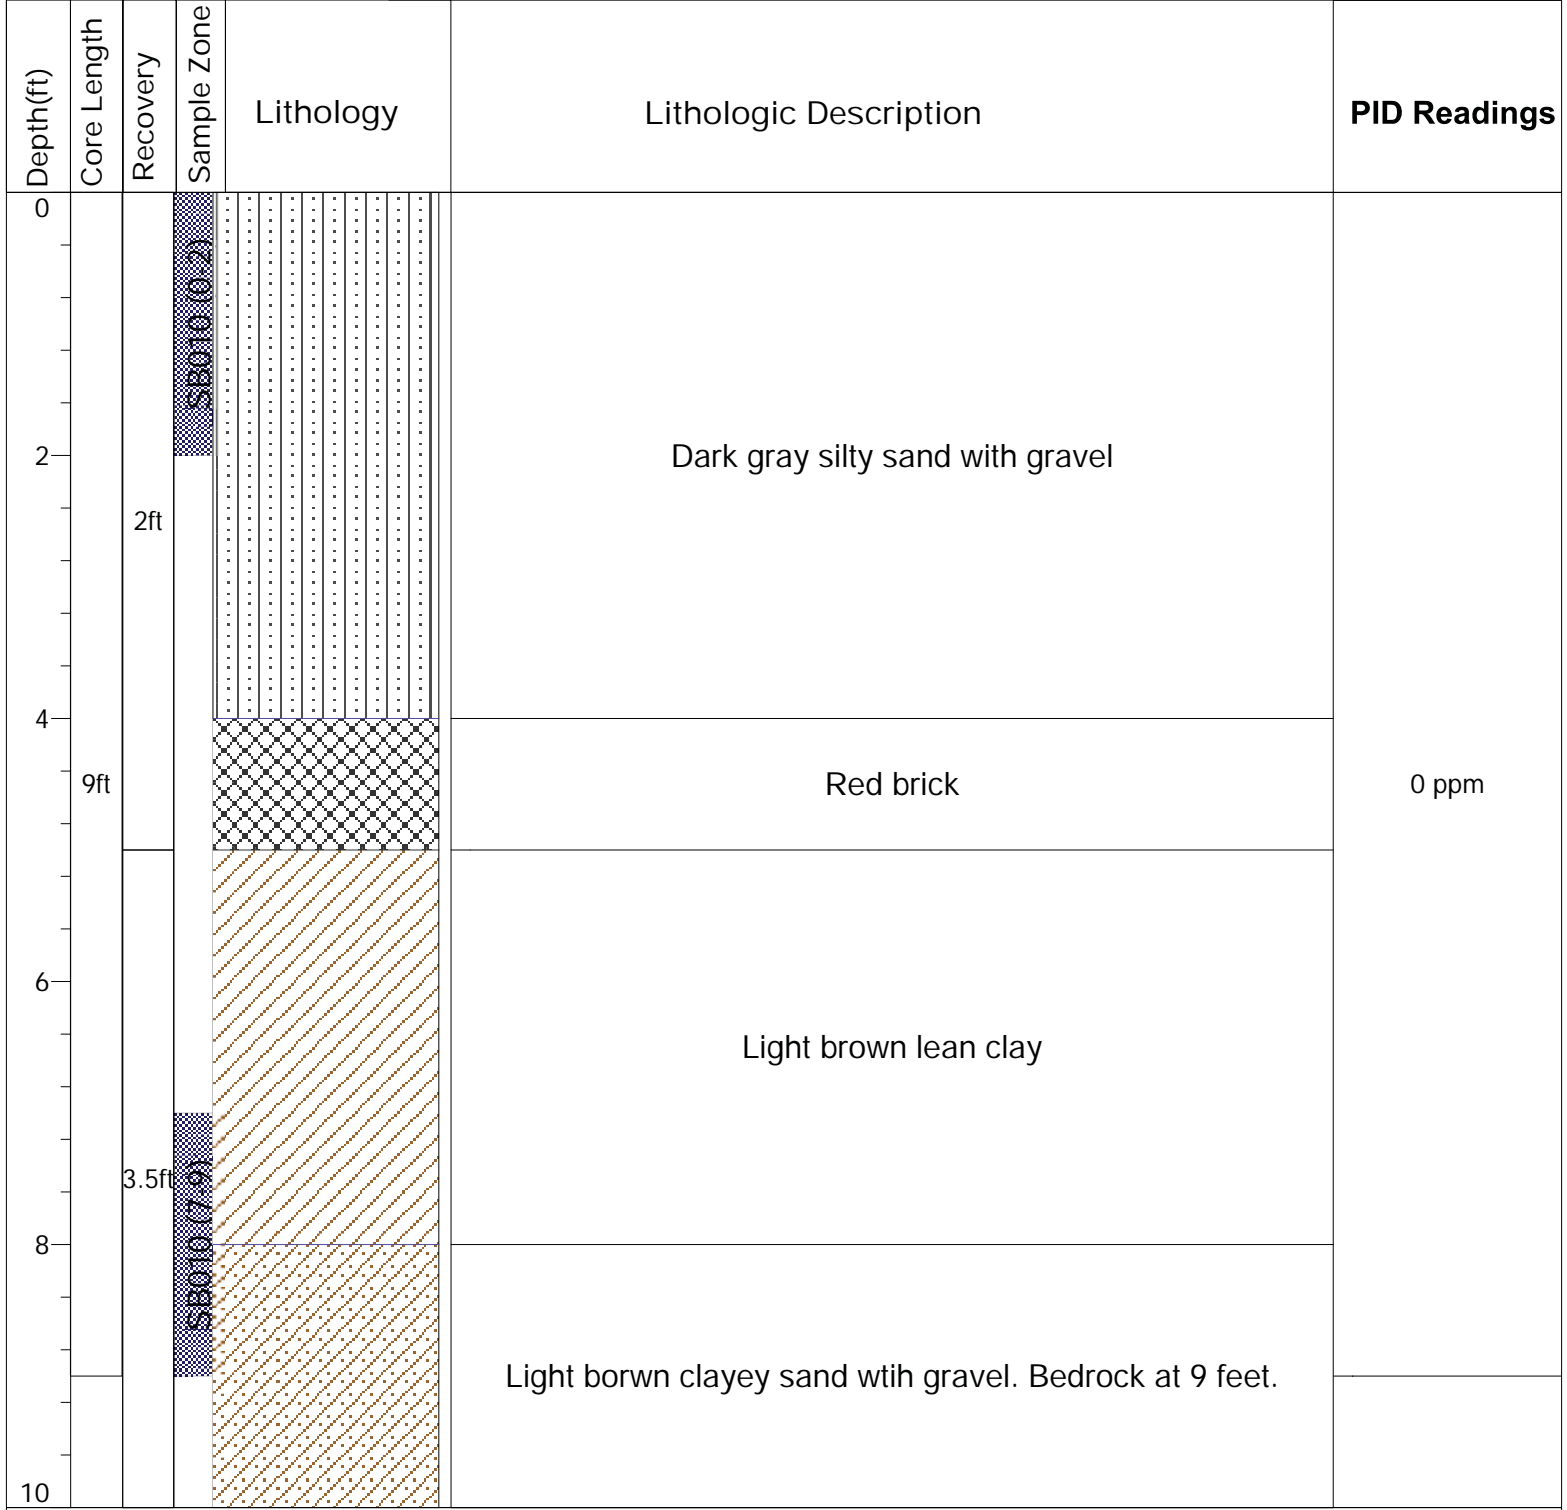 Depth(ft)
Core Length
Recovery
Sample Zone
Lithology
Lithologic Description
PID Readings
0
SB010 (0-2)
2
Dark gray silty sand with gravel
2ft
4
9ft
Red brick
0 ppm
6
Light brown lean clay
3.5ft
SB010 (7-9)
8
Light borwn clayey sand wtih gravel. Bedrock at 9 feet.
10